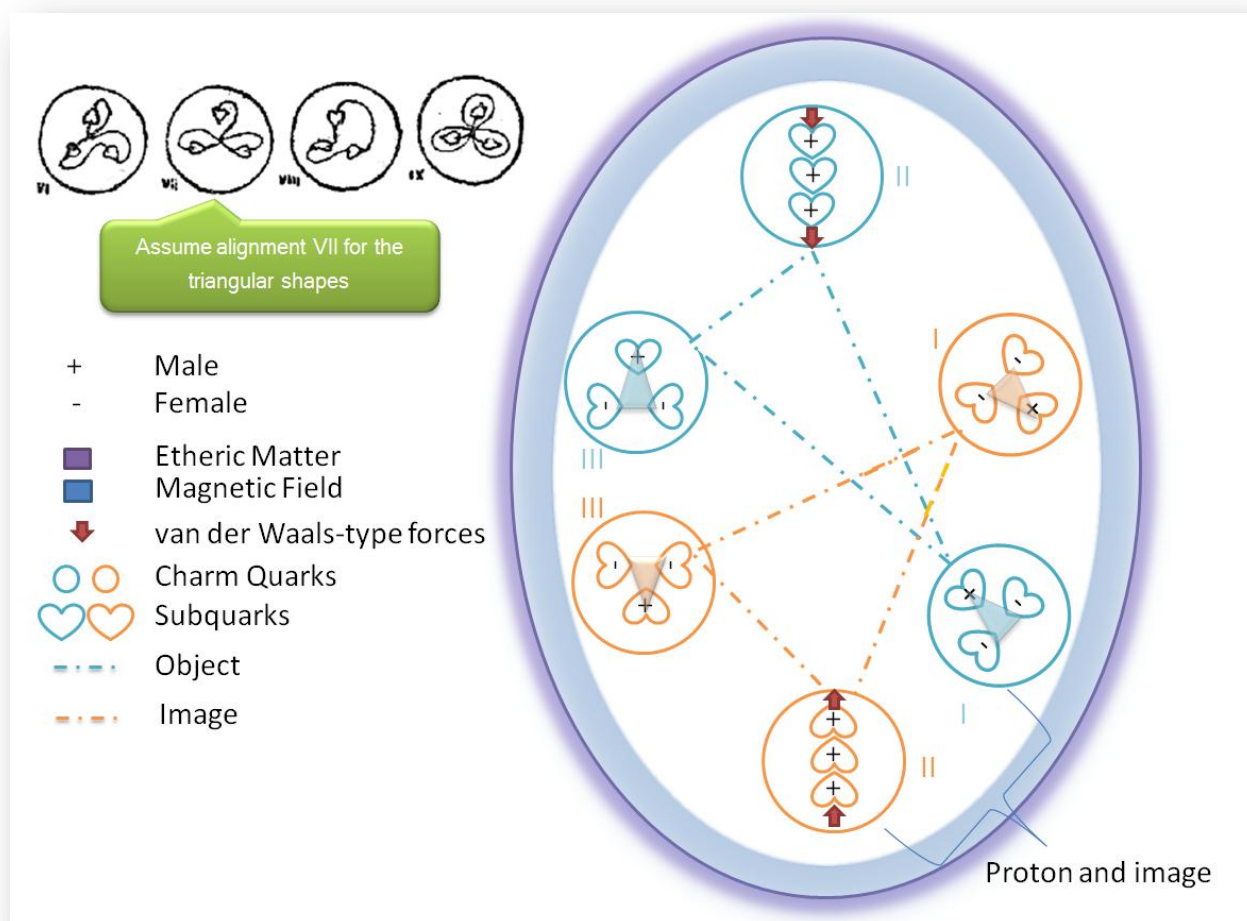 VI
VII
VIII
IX
Assume alignment VII for the
triangular shapes
+ Male
- Female
Etheric Matter
Magnetic Field
van der Waals-type forces
Charm Quarks
Subquarks
Object
Image
+
+
+
II
+
-
-
III
I
-
-
+
III
-
-
+
+
-
-
I
+
+
+
II
Proton and image